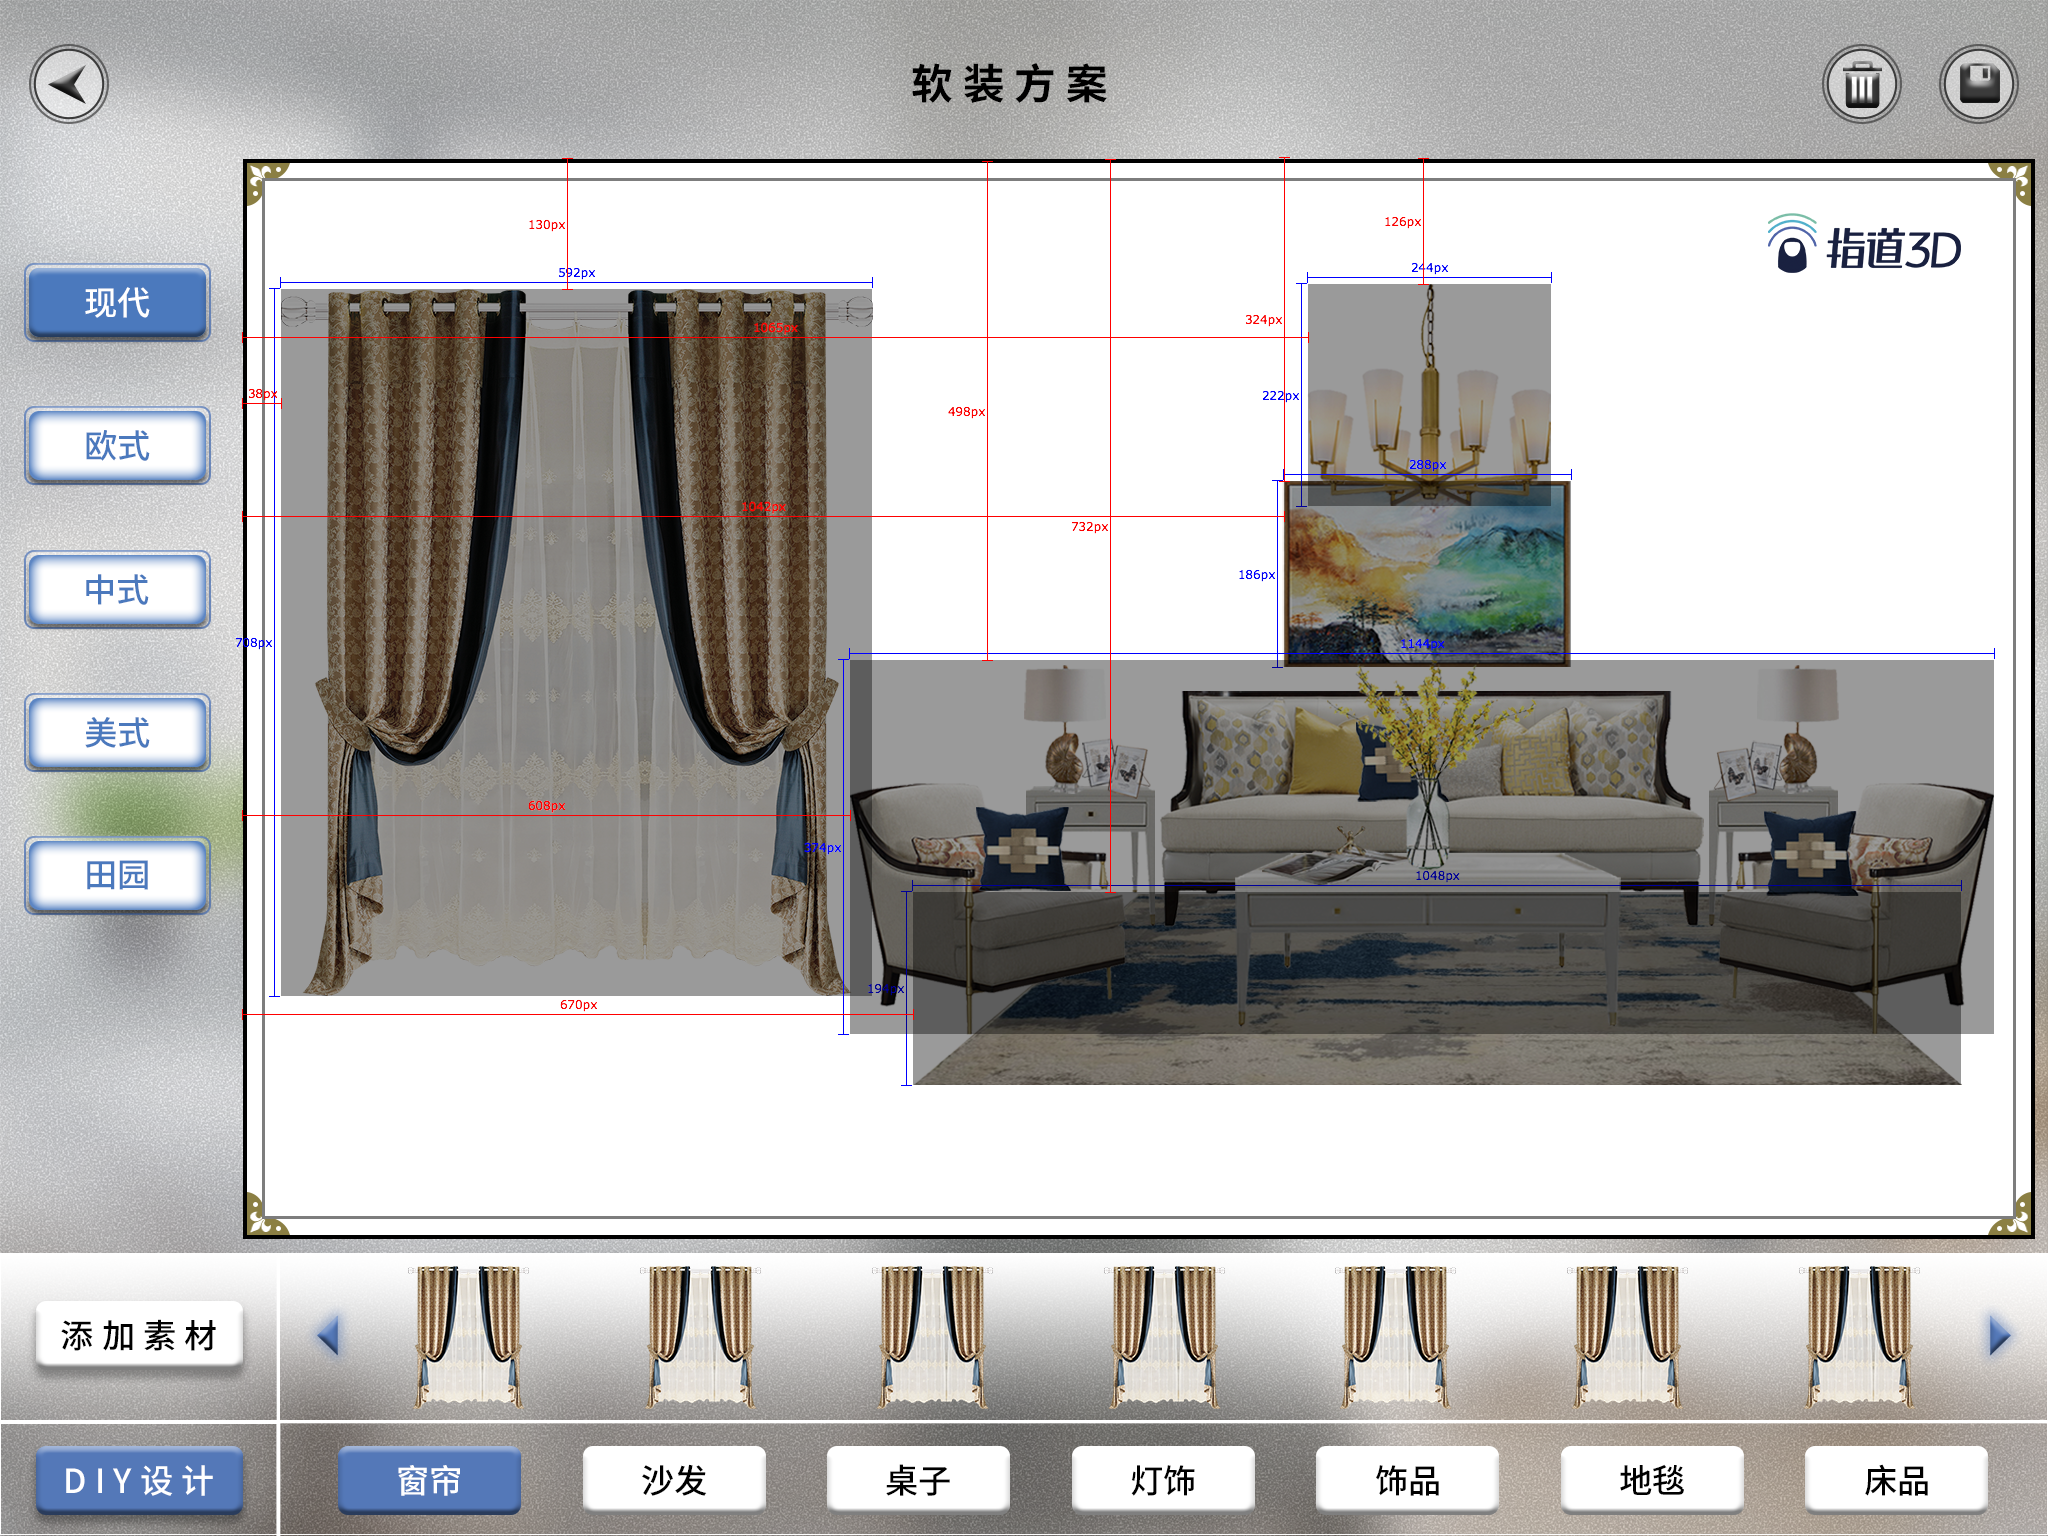 软装方案
指道3D
130px
126px
592px
244px
1065px
324px
38px
222px
498px
288px
1042px
732px
186px
708px
1144px
608px
374px
1048px
670px
现代
欧式
中式
美式
田园
添加素材
DIY设计
窗帘
沙发
桌子
灯饰
饰品
地毯
床品